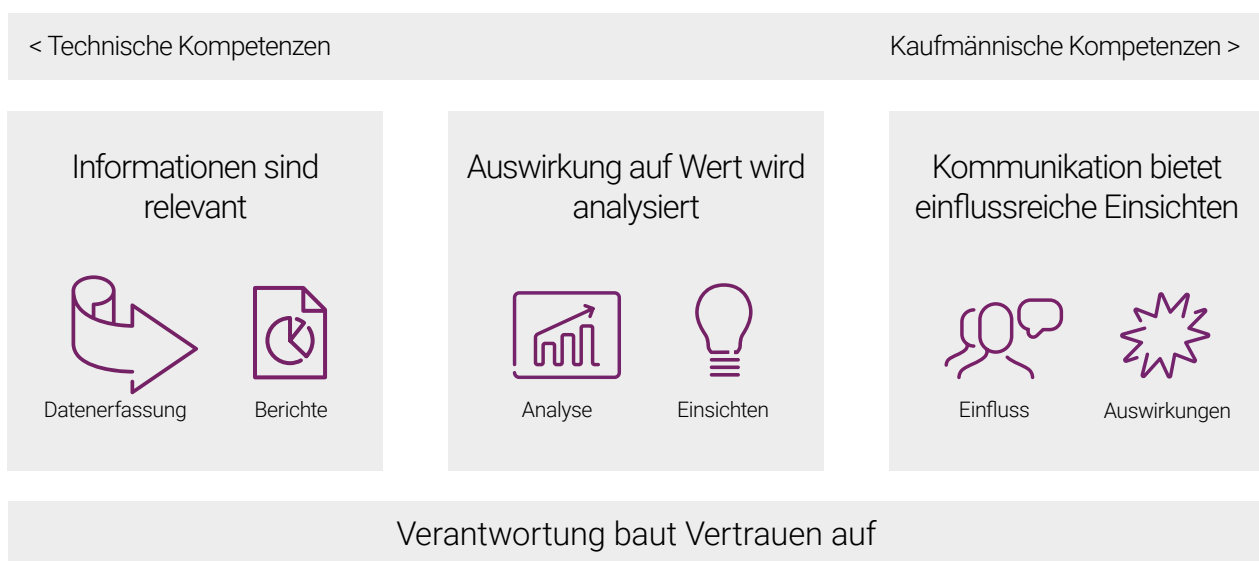 < Technische Kompetenzen
Kaufmännische Kompetenzen >
Informationen sind
relevant
Datenerfassung
Berichte
Auswirkung auf Wert wird
analysiert
Analyse
Einsichten
Kommunikation bietet
einflussreiche Einsichten
Einfluss
Auswirkungen
Verantwortung baut Vertrauen auf